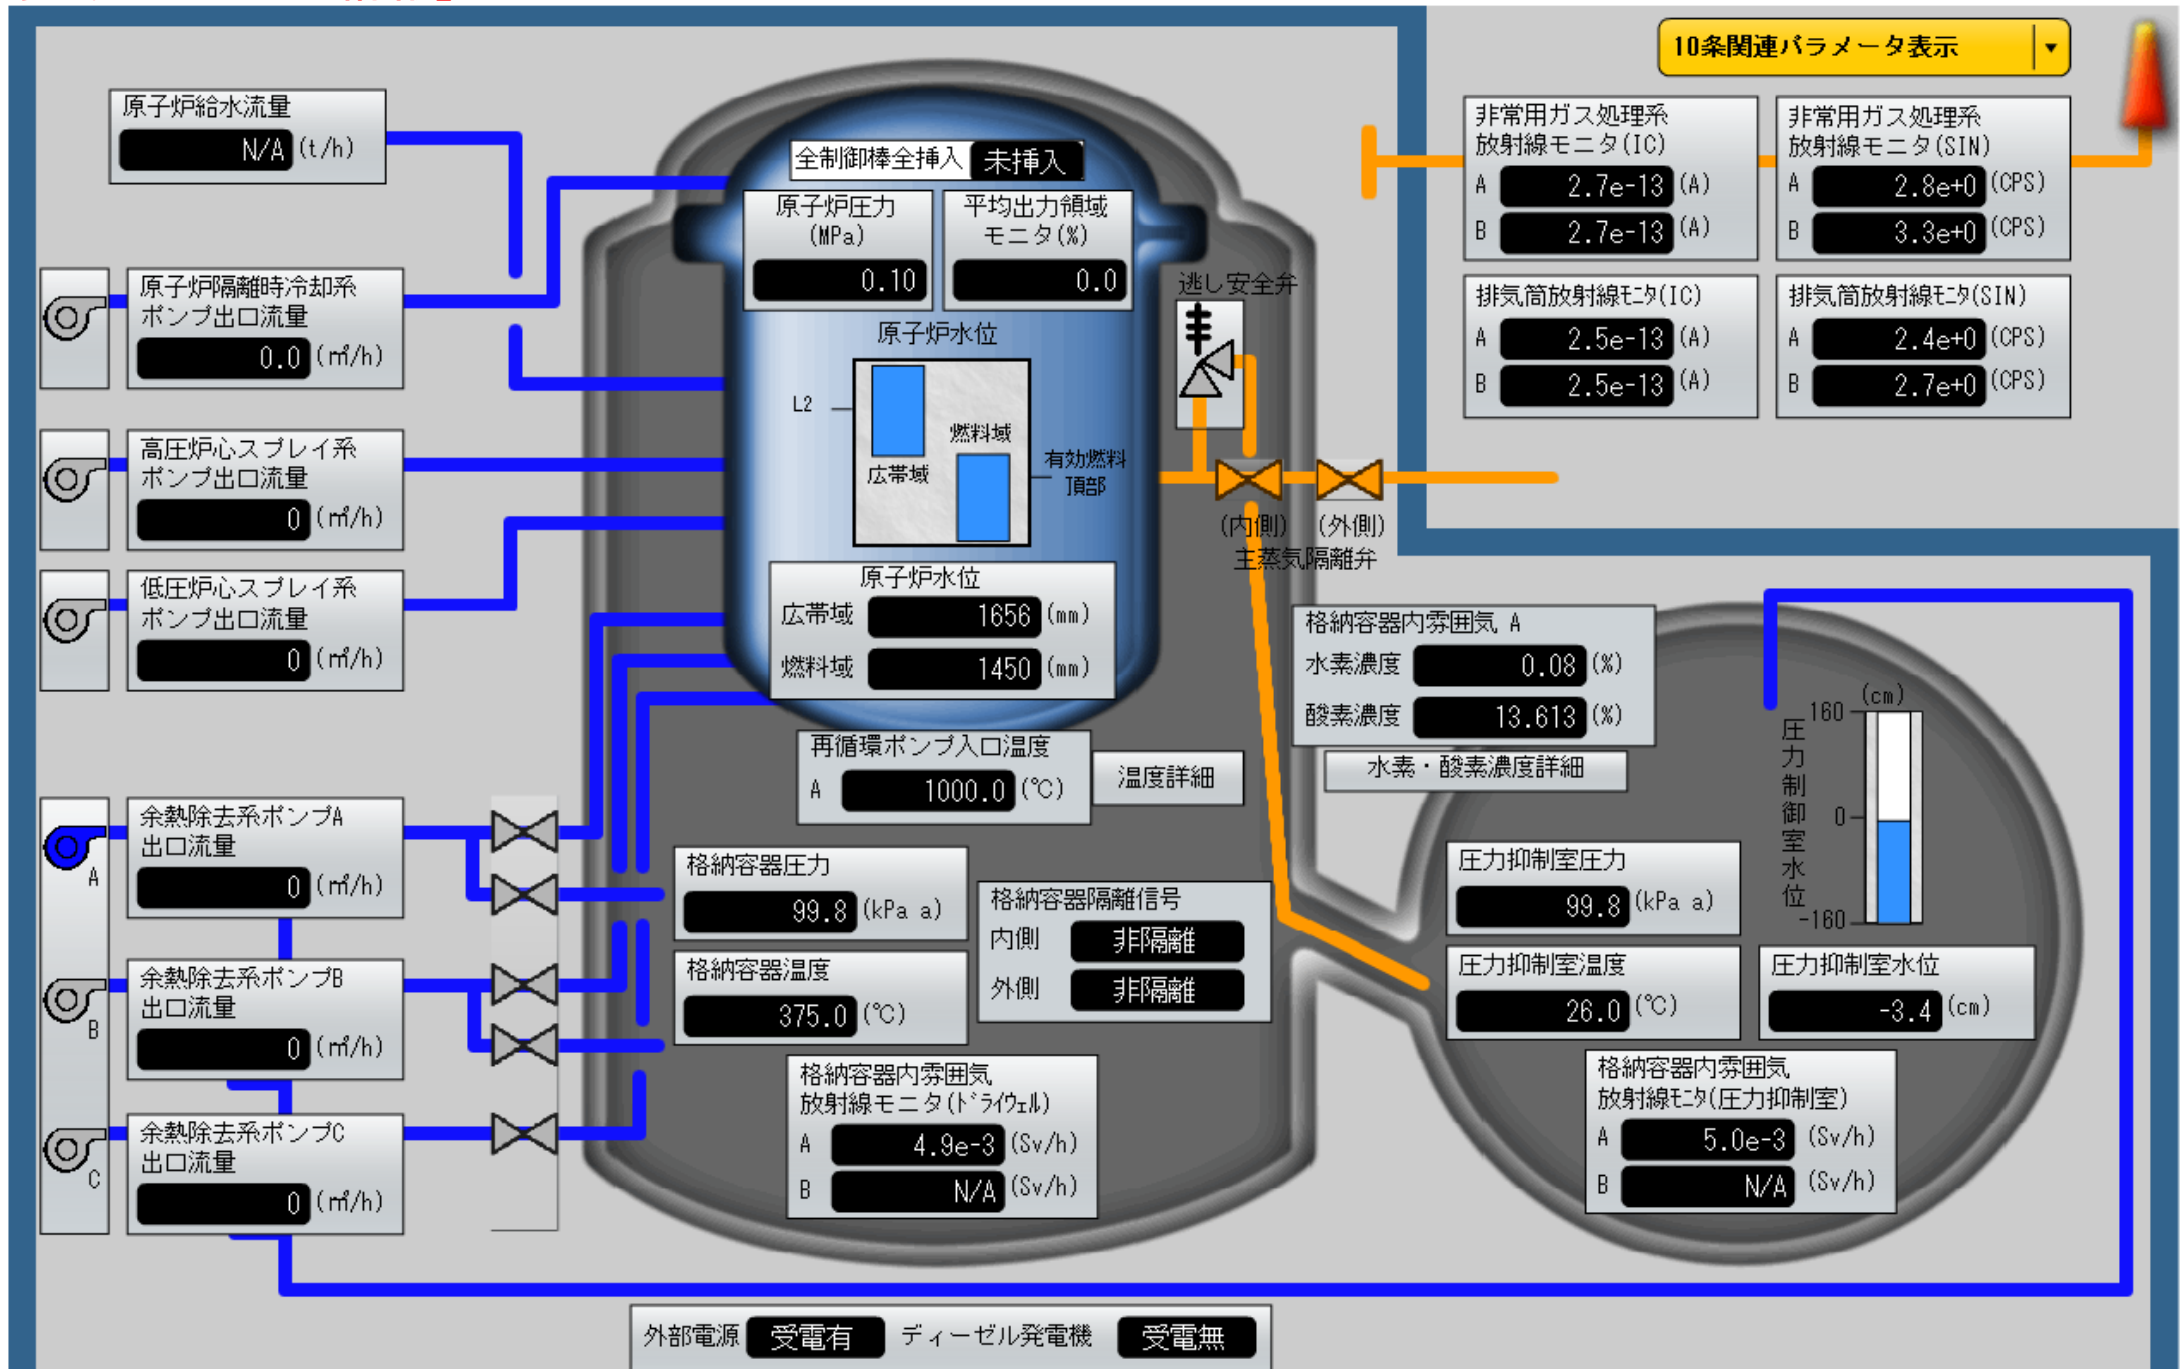 10条関連パラメータ表示
原子炉給水流量
N/A (t/h)
原子炉隔離時冷却系
ポンプ出口流量
0.0 (㎥/h)
高圧炉心スプレイ系
ポンプ出口流量
0 (㎥/h)
低圧炉心スプレイ系
ポンプ出口流量
0 (㎥/h)
余熱除去系ポンプA
出口流量
0 (㎥/h)
A
余熱除去系ポンプB
出口流量
0 (㎥/h)
B
余熱除去系ポンプC
出口流量
0 (㎥/h)
C
全制御棒全挿入 未挿入
原子炉圧力
(MPa)
0.10
平均出力領域
モニタ(%)
0.0
原子炉水位
L2
燃料域
広帯域
有効燃料
頂部
原子炉水位
広帯域 1656 (mm)
燃料域 1450 (mm)
逃し安全弁
(内側) (外側)
主蒸気隔離弁
再循環ポンプ入口温度
A 1000.0 (℃)
温度詳細
格納容器圧力
99.8 (kPa a)
格納容器温度
375.0 (℃)
格納容器隔離信号
内側 非隔離
外側 非隔離
格納容器内雰囲気
放射線モニタ(ﾄﾞﾗｲｳｪﾙ)
A 4.9e-3 (Sv/h)
B N/A (Sv/h)
非常用ガス処理系
放射線モニタ(IC)
A 2.7e-13 (A)
B 2.7e-13 (A)
非常用ガス処理系
放射線モニタ(SIN)
A 2.8e+0 (CPS)
B 3.3e+0 (CPS)
排気筒放射線ﾓﾆﾀ(IC)
A 2.5e-13 (A)
B 2.5e-13 (A)
排気筒放射線ﾓﾆﾀ(SIN)
A 2.4e+0 (CPS)
B 2.7e+0 (CPS)
格納容器内雰囲気 A
水素濃度 0.08 (%)
酸素濃度 13.613 (%)
水素・酸素濃度詳細
(cm)
160
0
-160
圧力制御室水位
圧力抑制室圧力
99.8 (kPa a)
圧力抑制室温度
26.0 (℃)
圧力抑制室水位
-3.4 (cm)
格納容器内雰囲気
放射線ﾓﾆﾀ(圧力抑制室)
A 5.0e-3 (Sv/h)
B N/A (Sv/h)
外部電源 受電有 ディーゼル発電機 受電無